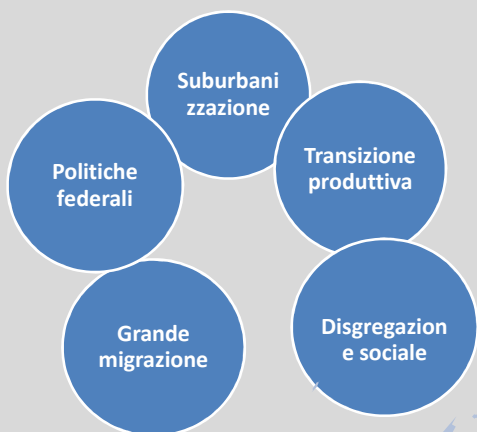 Suburbani
zzazione
Transizione
produttiva
Disgregazion
e sociale
Grande
migrazione
Politiche
federali